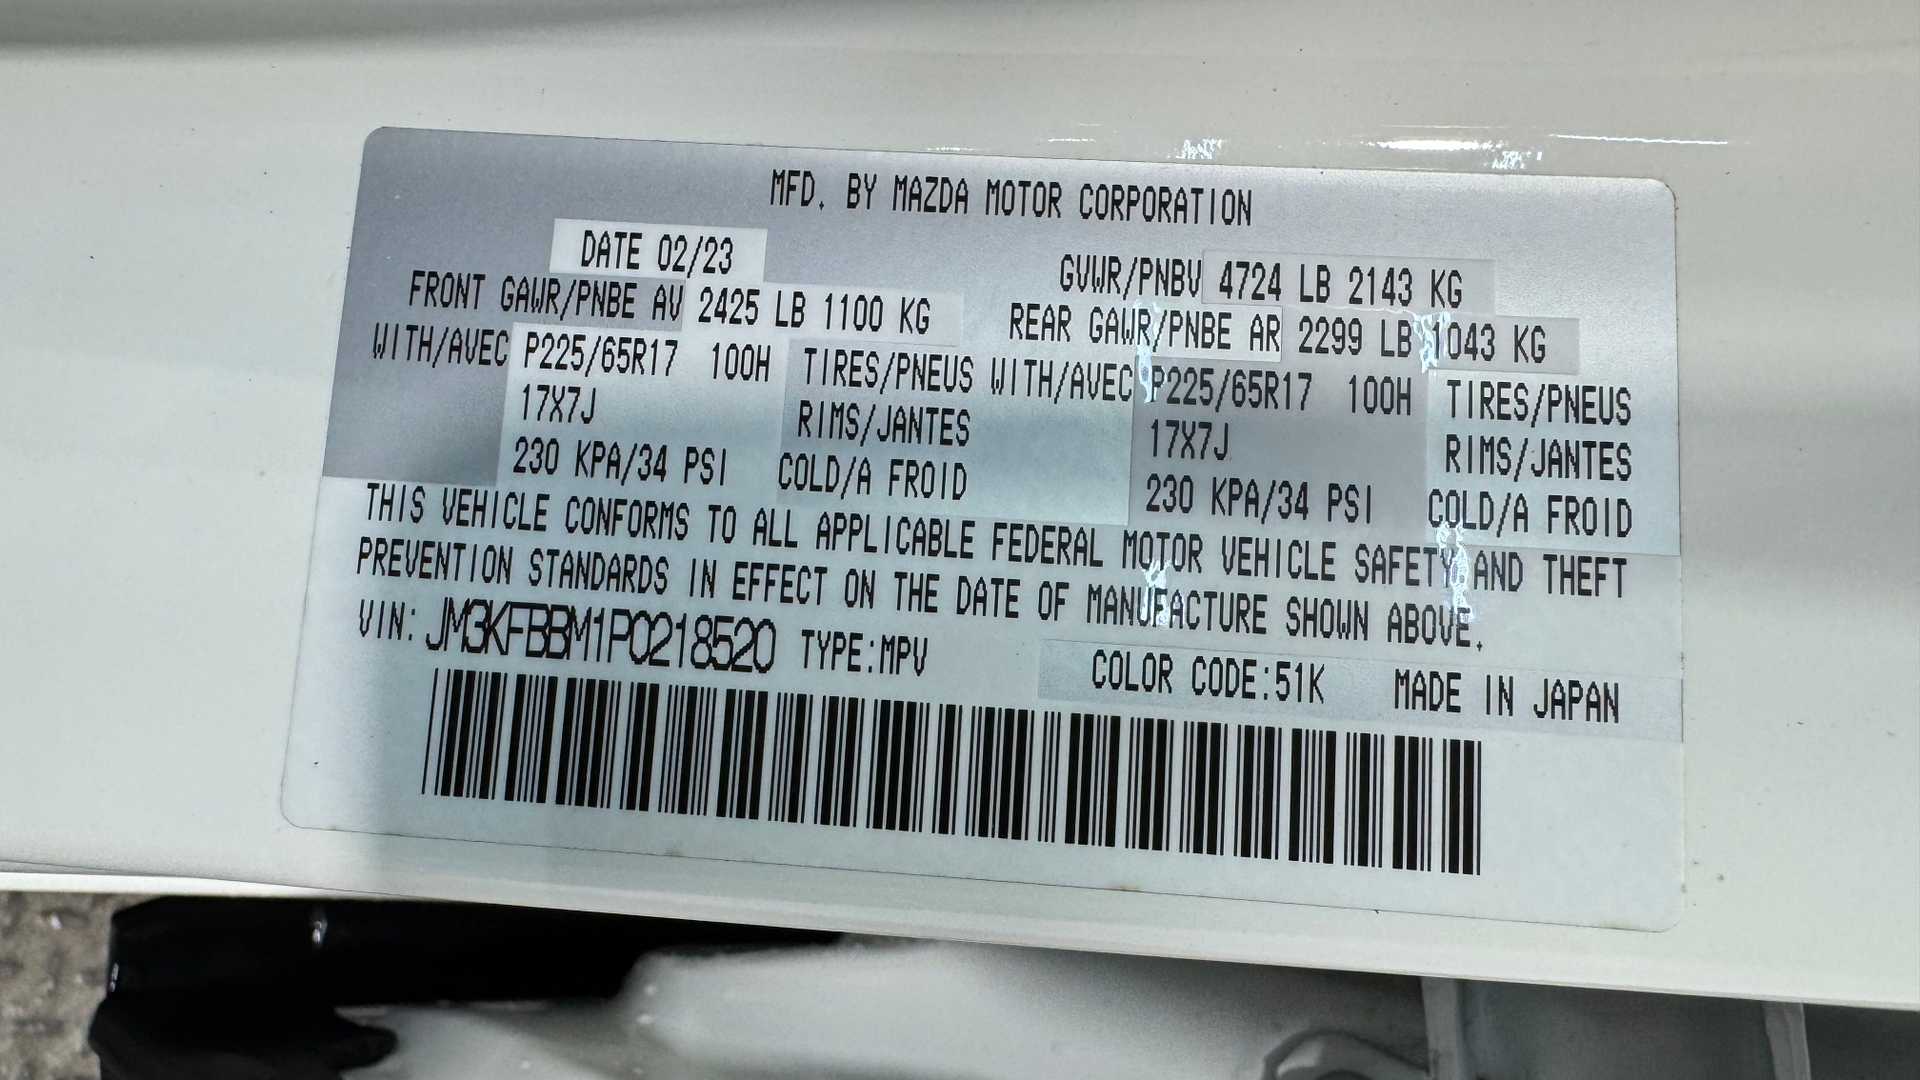 MFD. BY MAZDA MOTOR CORPORATION
DATE 02/23 GVWR/PNBV 4724 LB 2143 KG
FRONT GAWR/PNBE AV 2425 LB 1100 KG REAR GAWR/PNBE AR 2299 LB 1043 KG
WITH/AVEC P225/65R17 100H TIRES/PNEUS WITH/AVEC P225/65R17 100H TIRES/PNEUS
17X7J RIMS/JANTES 17X7J RIMS/JANTES
230 KPA/34 PSI COLD/A FROID 230 KPA/34 PSI COLD/A FROID
THIS VEHICLE CONFORMS TO ALL APPLICABLE FEDERAL MOTOR VEHICLE SAFETY AND THEFT
PREVENTION STANDARDS IN EFFECT ON THE DATE OF MANUFACTURE SHOWN ABOVE.
VIN: JM3KFBBM1P0218520 TYPE:MPV COLOR CODE:51K MADE IN JAPAN